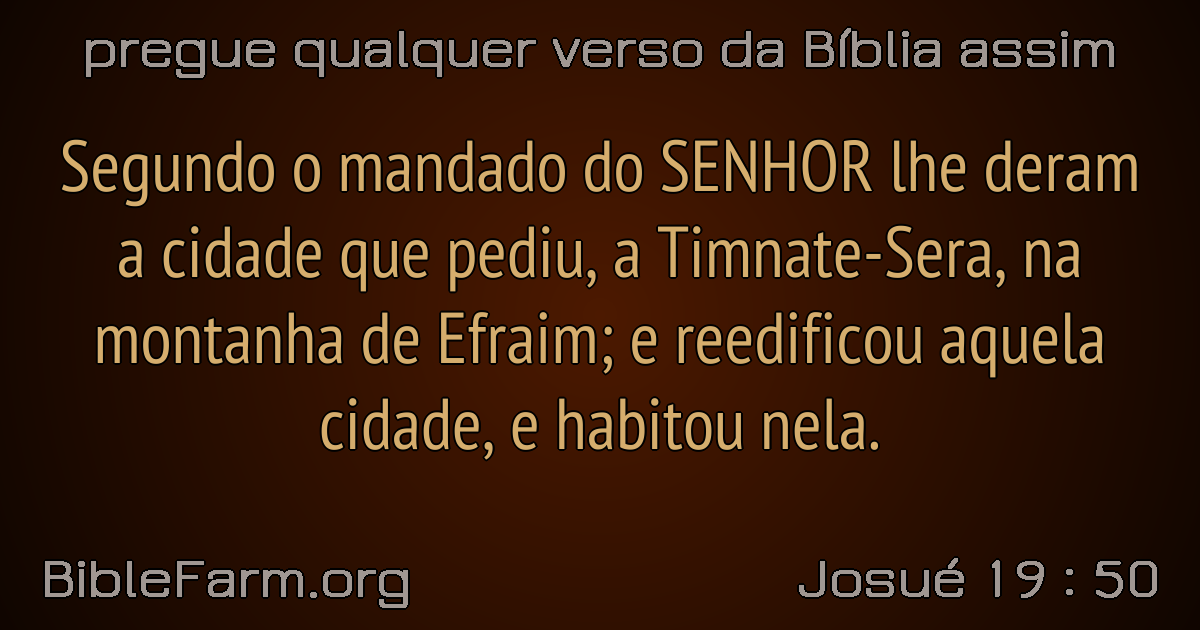 pregue qualquer verso da Bíblia assim
Segundo o mandado do SENHOR lhe deram
a cidade que pediu, a Timnate-Sera, na
montanha de Efraim; e reedificou aquela
cidade, e habitou nela.
BibleFarm.org
Josué 19 : 50